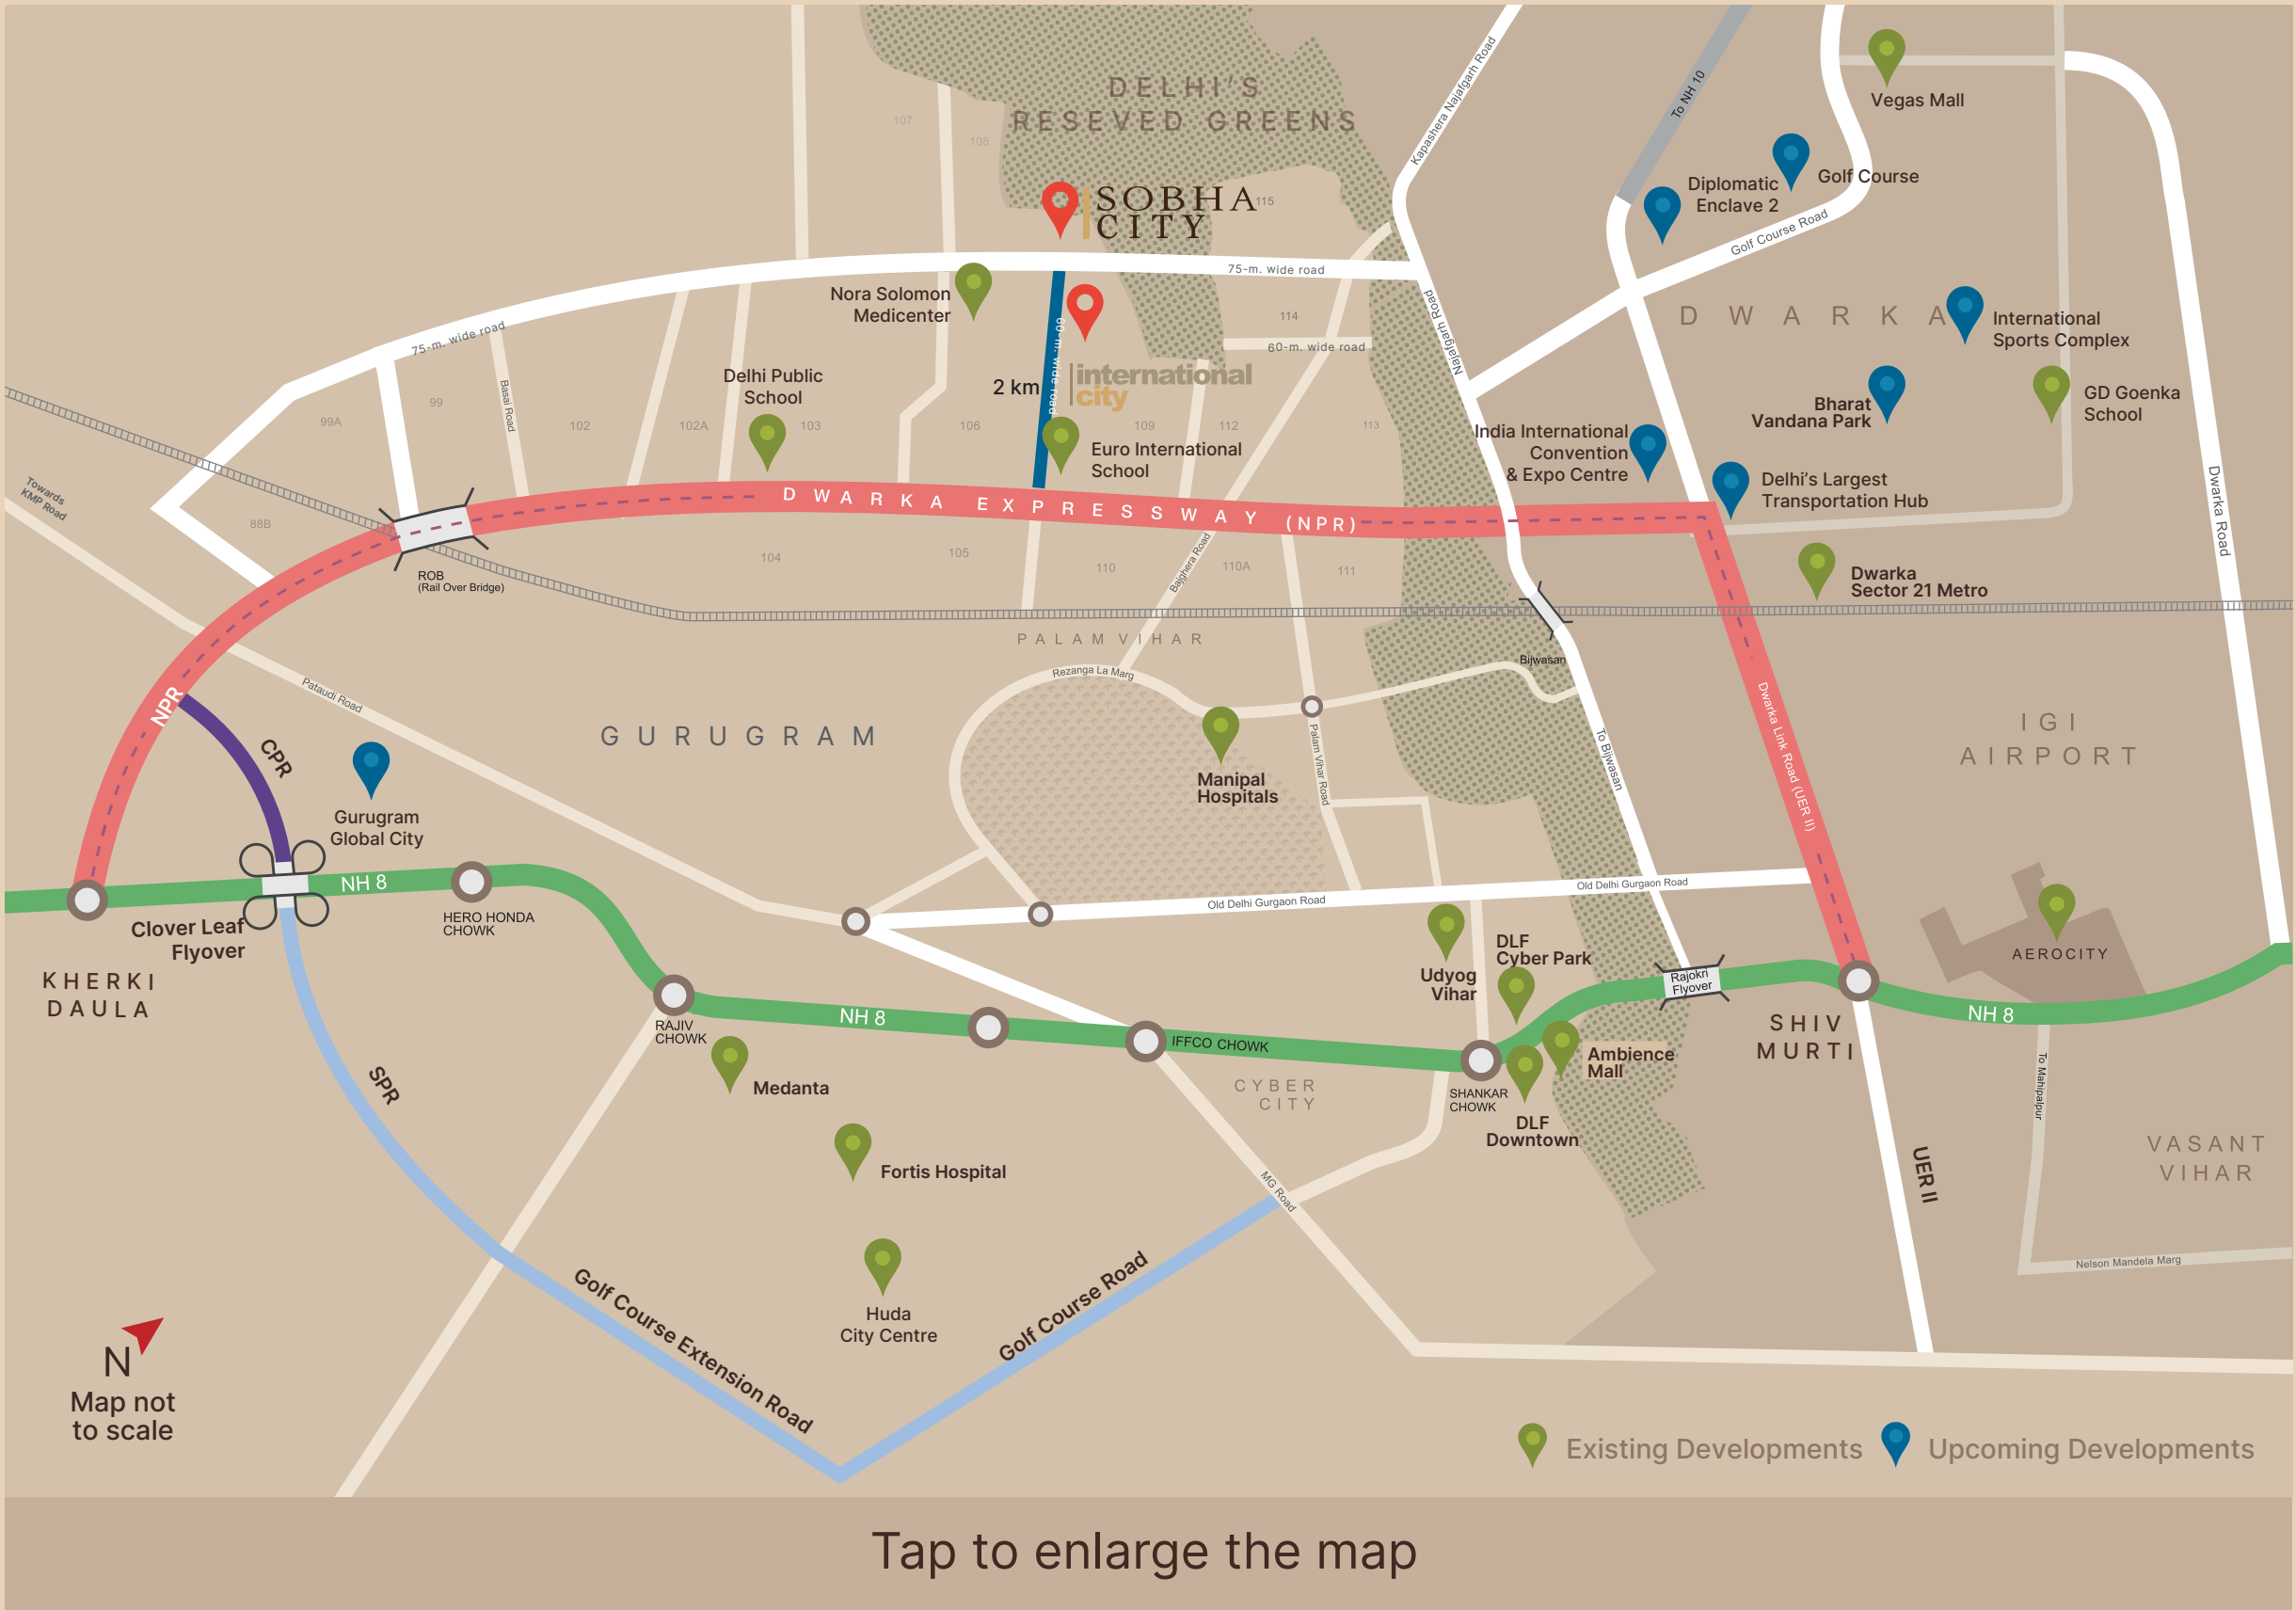 DELHI'S
RESEVED GREENS
Kapashera Najafgarh Road
To NH 10
Vegas Mall
107
108
SOBHA
CITY
115
Diplomatic
Enclave 2
Golf Course
Golf Course Road
75-m. wide road
75-m. wide road
Nora Solomon
Medicenter
60-m. wide road
114
60-m. wide road
Najafgarh Road
DWARKA
International
Sports Complex
Delhi Public
School
2 km
international
city
Basai Road
99A
99
102
102A
103
106
109
112
113
Bharat
Vandana Park
GD Goenka
School
Euro International
School
India International
Convention
& Expo Centre
Delhi's Largest
Transportation Hub
Dwarka Road
Towards
KMP Road
88B
DWARKA EXPRESSWAY (NPR)
ROB
(Rail Over Bridge)
104
105
110
Bajghera Road
110A
111
Dwarka
Sector 21 Metro
PALAM VIHAR
Rezanga La Marg
Bijwasan
NPR
Pataudi Road
CPR
GURUGRAM
Manipal
Hospitals
Palam Vihar Road
To Bijwasan
Dwarka Link Road (UER II)
IGI
AIRPORT
Gurugram
Global City
NH 8
HERO HONDA
CHOWK
Clover Leaf
Flyover
KHERKI
DAULA
Old Delhi Gurgaon Road
Old Delhi Gurgaon Road
Udyog
Vihar
DLF
Cyber Park
Rajokri
Flyover
AEROCITY
RAJIV
CHOWK
NH 8
IFFCO CHOWK
NH 8
SHIV
MURTI
Medanta
SPR
CYBER
CITY
SHANKAR
CHOWK
Ambience
Mall
DLF
Downtown
To Mahipalpur
VASANT
VIHAR
UER II
Fortis Hospital
MG Road
Nelson Mandela Marg
Huda
City Centre
Golf Course Extension Road
Golf Course Road
N
Map not
to scale
Existing Developments
Upcoming Developments
Tap to enlarge the map